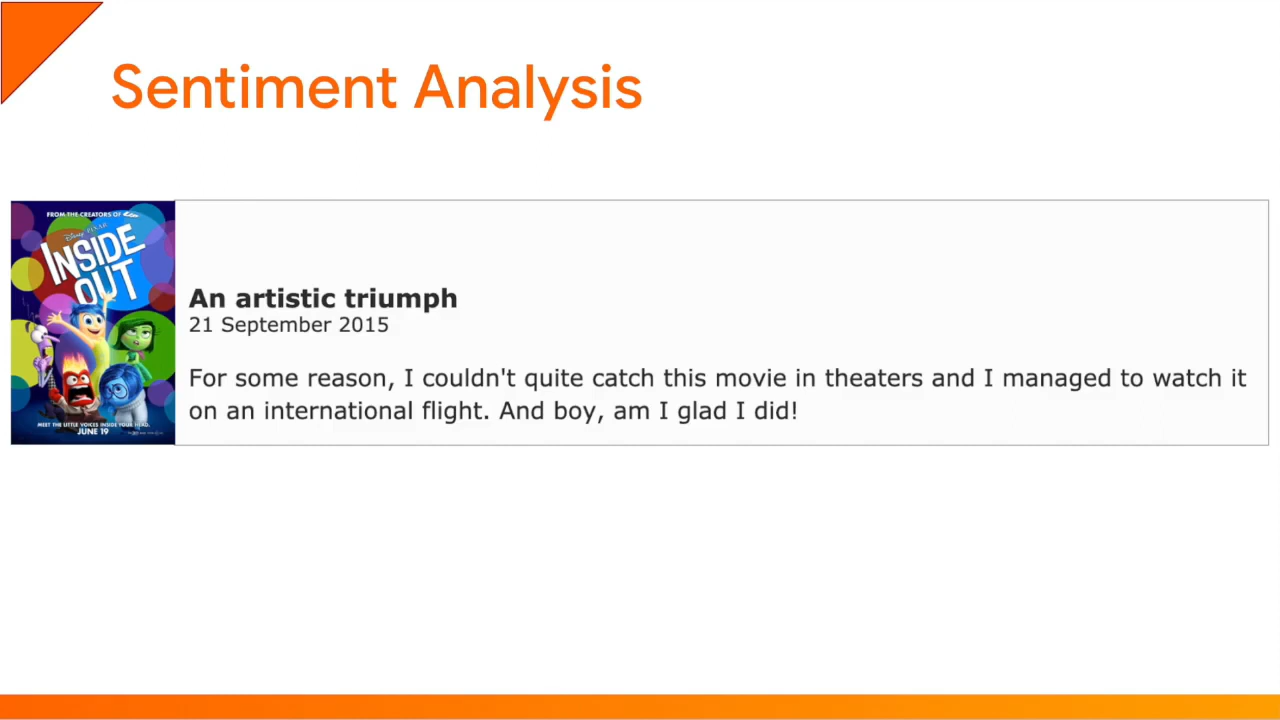 Sentiment Analysis
FROM THE CREATORS OF
DISNEY PIXAR
INSIDE
OUT
MEET THE LITTLE VOICES INSIDE YOUR HEAD.
JUNE 19
An artistic triumph
21 September 2015
For some reason, I couldn't quite catch this movie in theaters and I managed to watch it
on an international flight. And boy, am I glad I did!